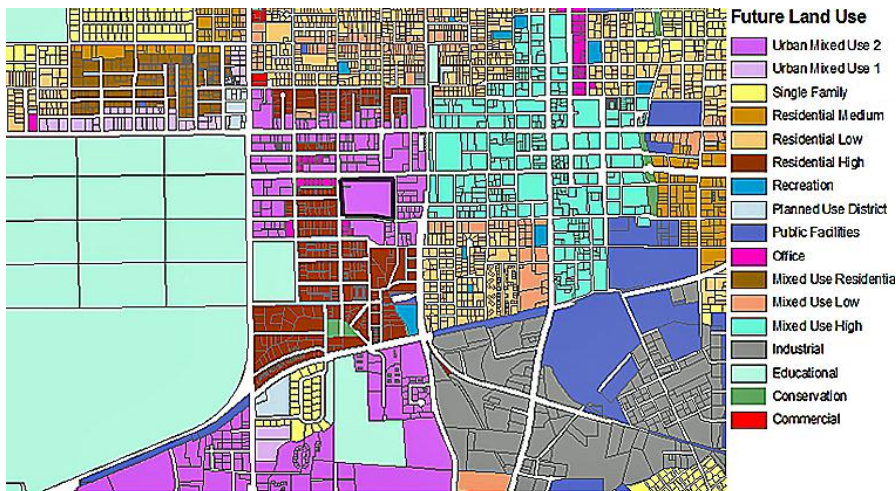 Future Land Use
Urban Mixed Use 2
Urban Mixed Use 1
Single Family
Residential Medium
Residential Low
Residential High
Recreation
Planned Use District
Public Facilities
Office
Mixed Use Residential
Mixed Use Low
Mixed Use High
Industrial
Educational
Conservation
Commercial